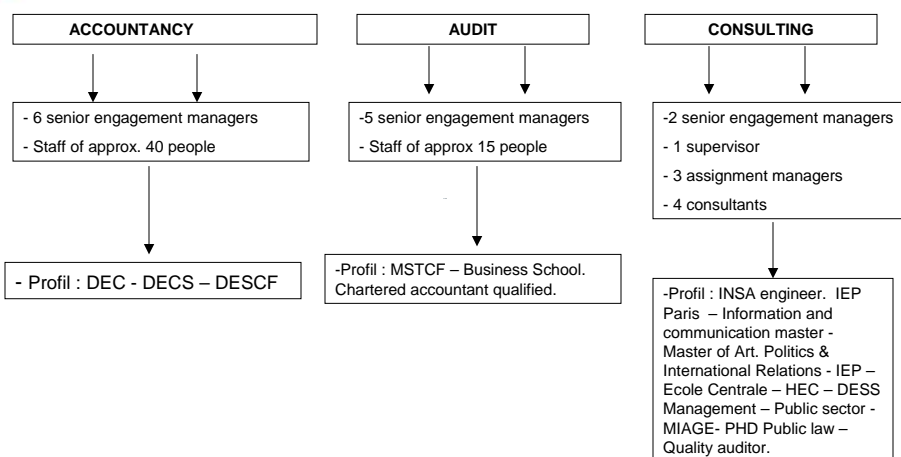 ACCOUNTANCY
- 6 senior engagement managers
- Staff of approx. 40 people
- Profil : DEC - DECS – DESCF
AUDIT
-5 senior engagement managers
- Staff of approx 15 people
-Profil : MSTCF – Business School.
Chartered accountant qualified.
CONSULTING
-2 senior engagement managers
- 1 supervisor
- 3 assignment managers
- 4 consultants
-Profil : INSA engineer. IEP
Paris – Information and
communication master -
Master of Art. Politics &
International Relations - IEP –
Ecole Centrale – HEC – DESS
Management – Public sector -
MIAGE- PHD Public law –
Quality auditor.